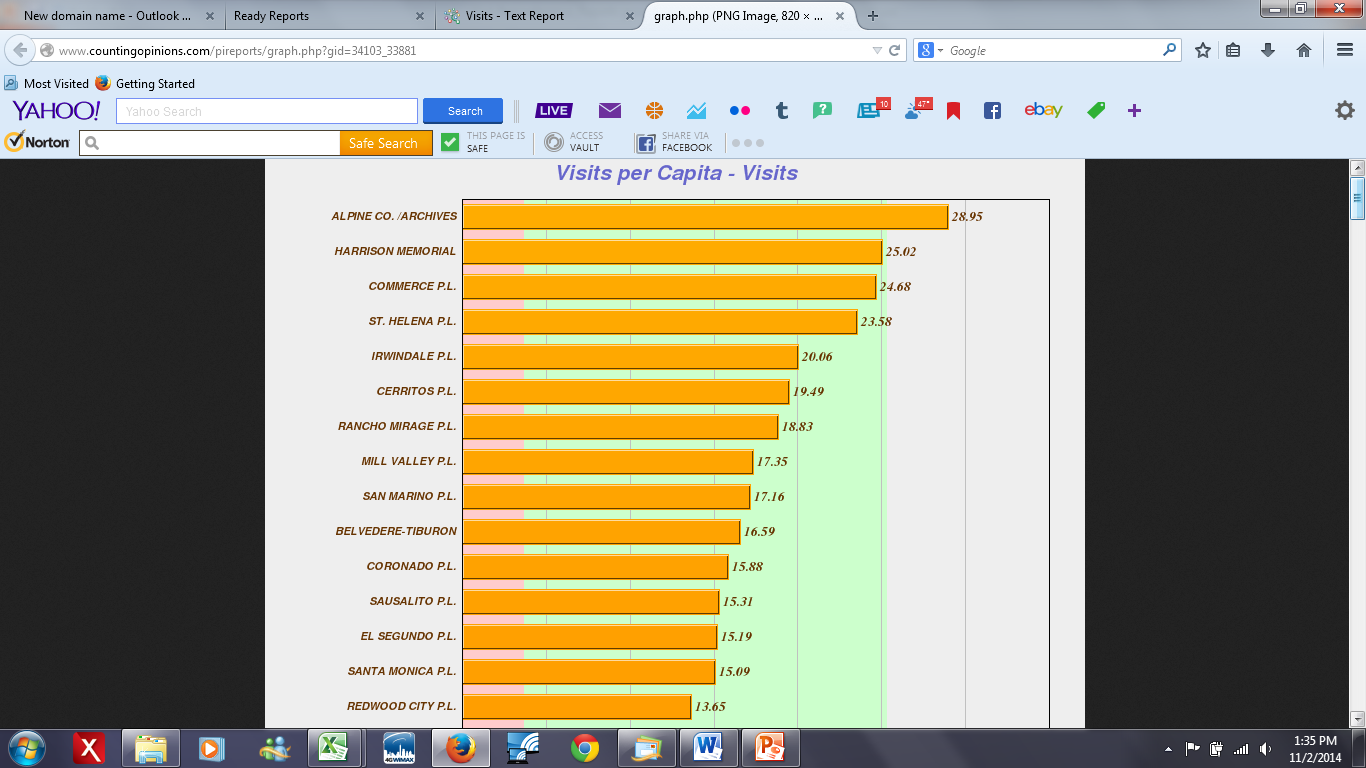 New domain name - Outlook ...
Ready Reports
Visits - Text Report
graph.php (PNG Image, 820 × ...
www.countingopinions.com/pireports/graph.php?gid=34103_33881
Google
Most Visited
Getting Started
YAHOO!
Yahoo Search
Search
LIVE
10
47°
ebay
Norton
Safe Search
THIS PAGE IS
SAFE
ACCESS
VAULT
SHARE VIA
FACEBOOK
Visits per Capita - Visits
ALPINE CO. /ARCHIVES 28.95
HARRISON MEMORIAL 25.02
COMMERCE P.L. 24.68
ST. HELENA P.L. 23.58
IRWINDALE P.L. 20.06
CERRITOS P.L. 19.49
RANCHO MIRAGE P.L. 18.83
MILL VALLEY P.L. 17.35
SAN MARINO P.L. 17.16
BELVEDERE-TIBURON 16.59
CORONADO P.L. 15.88
SAUSALITO P.L. 15.31
EL SEGUNDO P.L. 15.19
SANTA MONICA P.L. 15.09
REDWOOD CITY P.L. 13.65
4GWIMAX
1:35 PM
11/2/2014